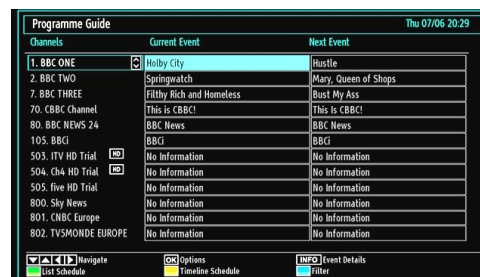 Programme Guide Thu 07/06 20:29
Channels Current Event Next Event
1. BBC ONE Holby City Hustle
2. BBC TWO Springwatch Mary, Queen of Shops
7. BBC THREE Filthy Rich and Homeless Bust My Ass
70. CBBC Channel This is CBBC! This Is CBBC!
80. BBC NEWS 24 BBC News BBC News
105. BBCi BBCi BBCi
503. ITV HD Trial HD No Information No Information
504. Ch4 HD Trial HD No Information No Information
505. five HD Trial No Information No Information
800. Sky News No Information No Information
801. CNBC Europe No Information No Information
802. TV5MONDE EUROPE No Information No Information
Navigate OK Options INFO Event Details
List Schedule Timeline Schedule Filter